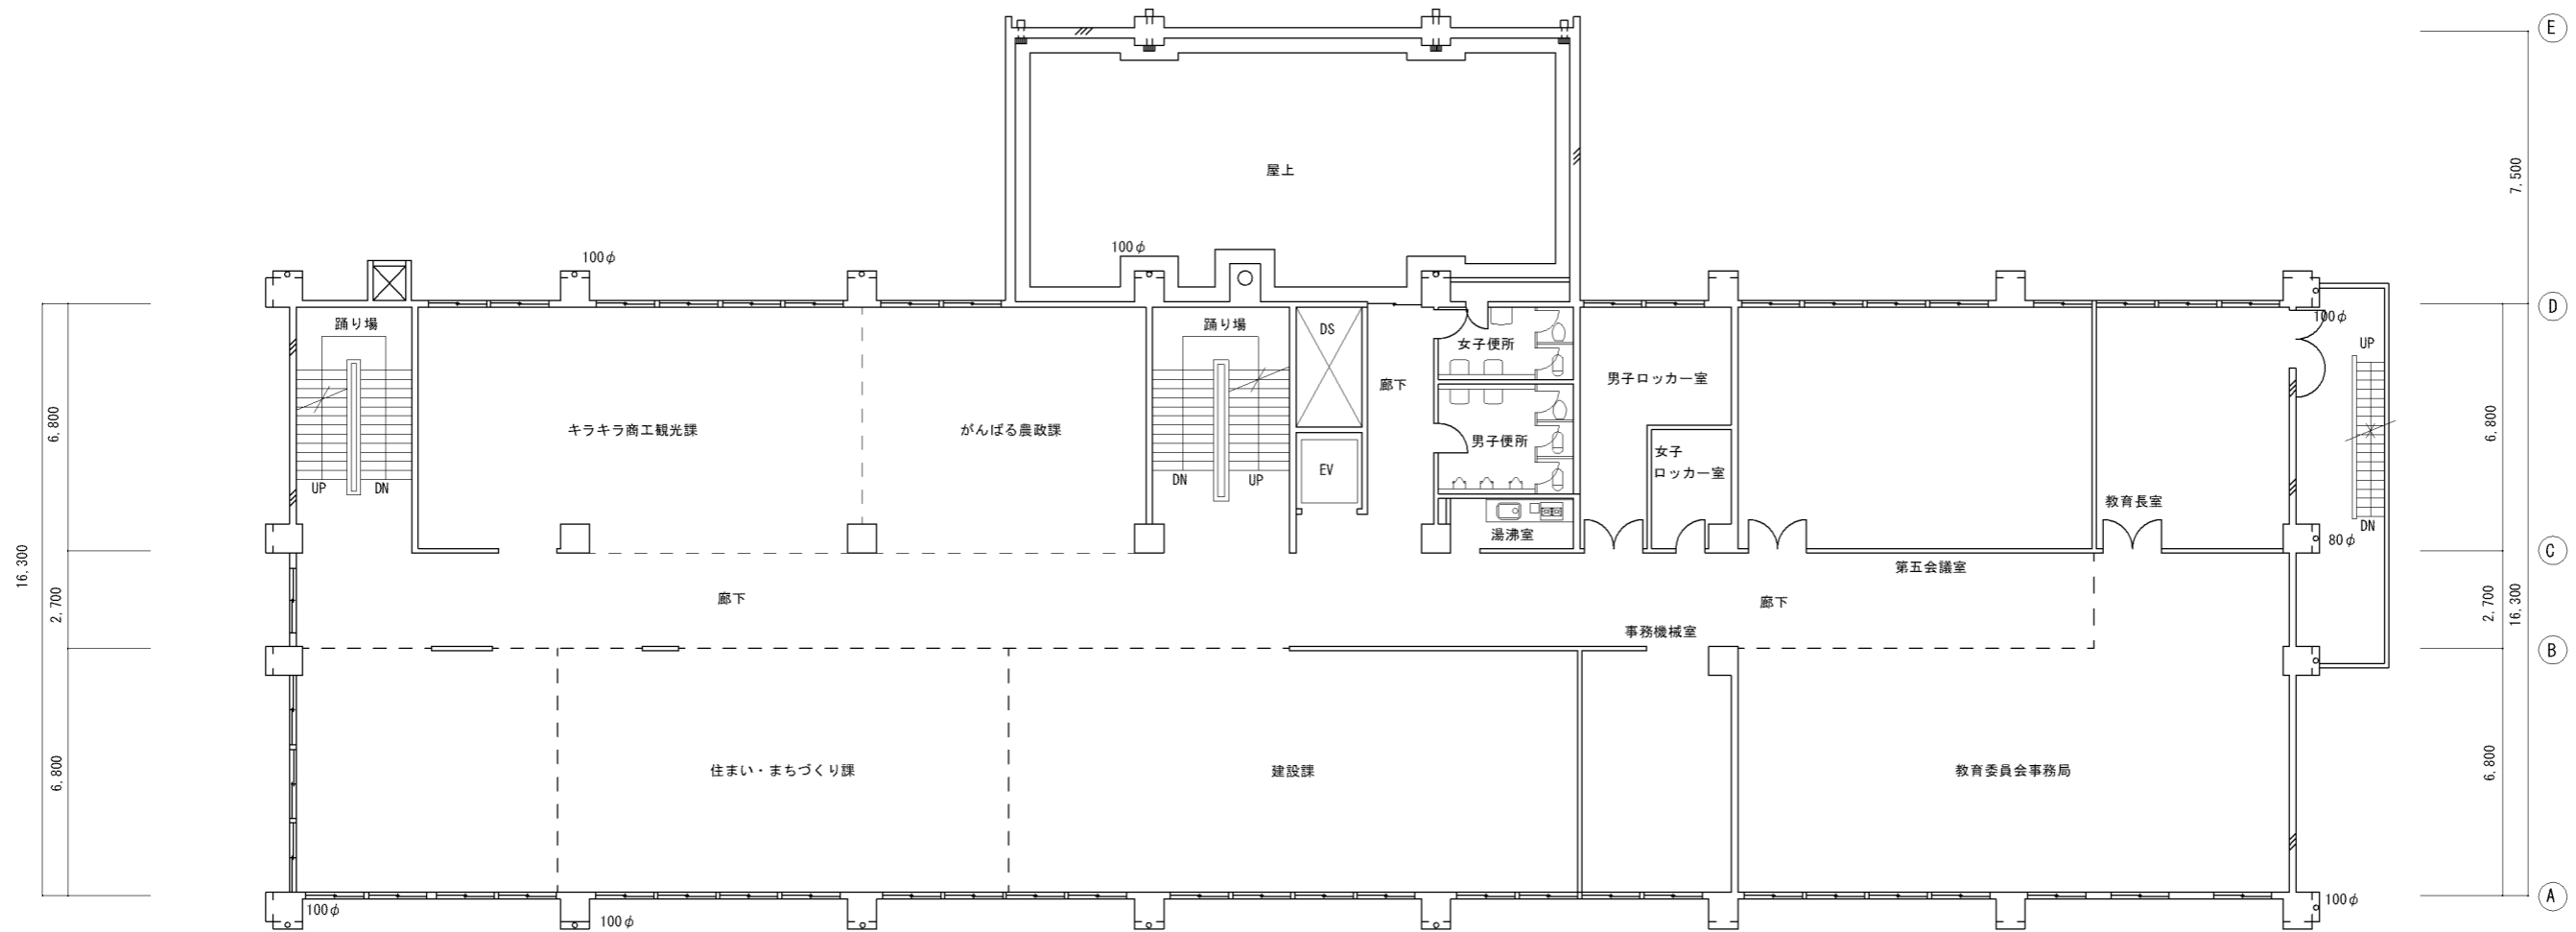 E
7,500
屋上
100φ
100φ
D
踊り場
踊り場
DS
100φ
女子便所
UP
廊下
男子ロッカー室
6,800
キラキラ商工観光課
がんばる農政課
6,800
男子便所
女子
ロッカー室
EV
DN
UP
UP
DN
教育長室
DN
湯沸室
80φ
C
16,300
第五会議室
2,700
廊下
廊下
2,700
16,300
事務機械室
B
6,800
住まい・まちづくり課
建設課
教育委員会事務局
6,800
A
100φ
100φ
100φ